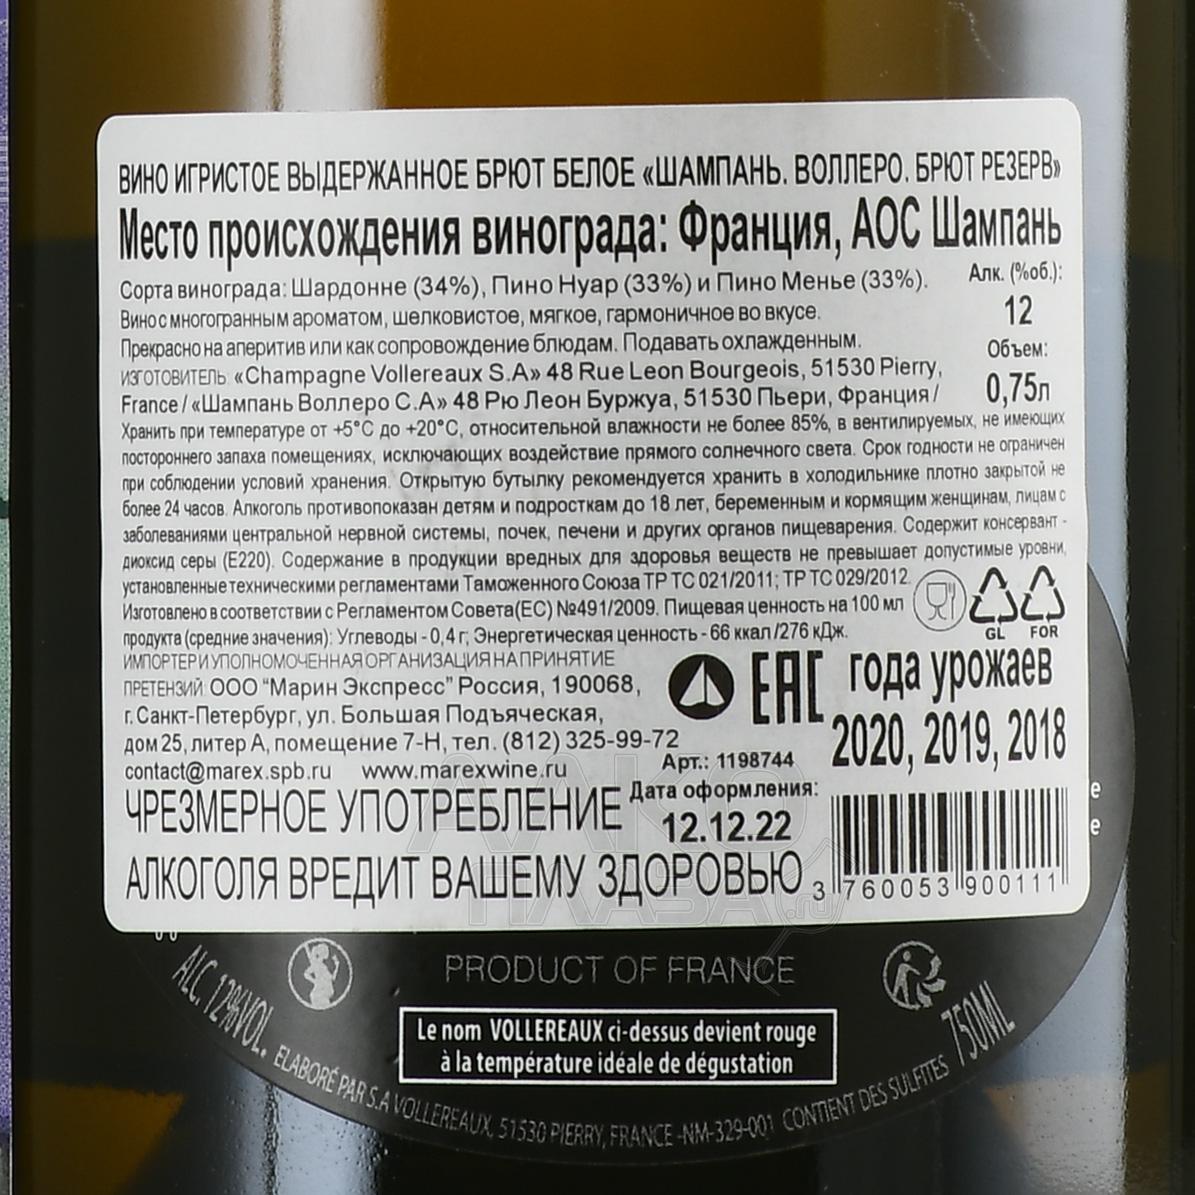 ВИНО ИГРИСТОЕ ВЫДЕРЖАННОЕ БРЮТ БЕЛОЕ «ШАМПАНЬ. ВОЛЛЕРО. БРЮТ РЕЗЕРВ»
Место происхождения винограда: Франция, АОС Шампань
Сорта винограда: Шардонне (34%), Пино Нуар (33%) и Пино Менье (33%).
Вино с многогранным ароматом, шелковистое, мягкое, гармоничное во вкусе.
Прекрасно на аперитив или как сопровождение блюдам. Подавать охлажденным.
ИЗГОТОВИТЕЛЬ: «Champagne Vollereaux S.A» 48 Rue Leon Bourgeois, 51530 Pierry,
France / «Шампань Воллеро С.А» 48 Рю Леон Буржуа, 51530 Пьери, Франция /
Алк. (%об.):
12
Объем:
0,75л
Хранить при температуре от +5°С до +20°С, относительной влажности не более 85%, в вентилируемых, не имеющих
постороннего запаха помещениях, исключающих воздействие прямого солнечного света. Срок годности не ограничен
при соблюдении условий хранения. Открытую бутылку рекомендуется хранить в холодильнике плотно закрытой не
более 24 часов. Алкоголь противопоказан детям и подросткам до 18 лет, беременным и кормящим женщинам, лицам с
заболеваниями центральной нервной системы, почек, печени и других органов пищеварения. Содержит консервант -
диоксид серы (Е220). Содержание в продукции вредных для здоровья веществ не превышает допустимые уровни,
установленные техническими регламентами Таможенного Союза ТР ТС 021/2011; ТР ТС 029/2012.
Изготовлено в соответствии с Регламентом Совета(ЕС) №491/2009. Пищевая ценность на 100 мл
продукта (средние значения): Углеводы - 0,4 г; Энергетическая ценность - 66 ккал /276 кДж.
GL FOR
ИМПОРТЕР И УПОЛНОМОЧЕННАЯ ОРГАНИЗАЦИЯ НА ПРИНЯТИЕ
ПРЕТЕНЗИЙ: ООО "Марин Экспресс" Россия, 190068,
г. Санкт-Петербург, ул. Большая Подъяческая,
дом 25, литер А, помещение 7-Н, тел. (812) 325-99-72
contact@marex.spb.ru www.marexwine.ru
EAC
года урожаев
2020, 2019, 2018
Арт.: 1198744
Дата оформления:
12.12.22
ЧРЕЗМЕРНОЕ УПОТРЕБЛЕНИЕ
АЛКОГОЛЯ ВРЕДИТ ВАШЕМУ ЗДОРОВЬЮ
3 760053 900111
АЛКО
ПЛАЗА.ru
e
e
PRODUCT OF FRANCE
Le nom VOLLEREAUX ci-dessus devient rouge
à la température idéale de dégustation
ALC. 12%VOL. ELABORÉ PAR S.A VOLLEREAUX, 51530 PIERRY, FRANCE -NM-329-001 CONTIENT DES SULFITES 750ML